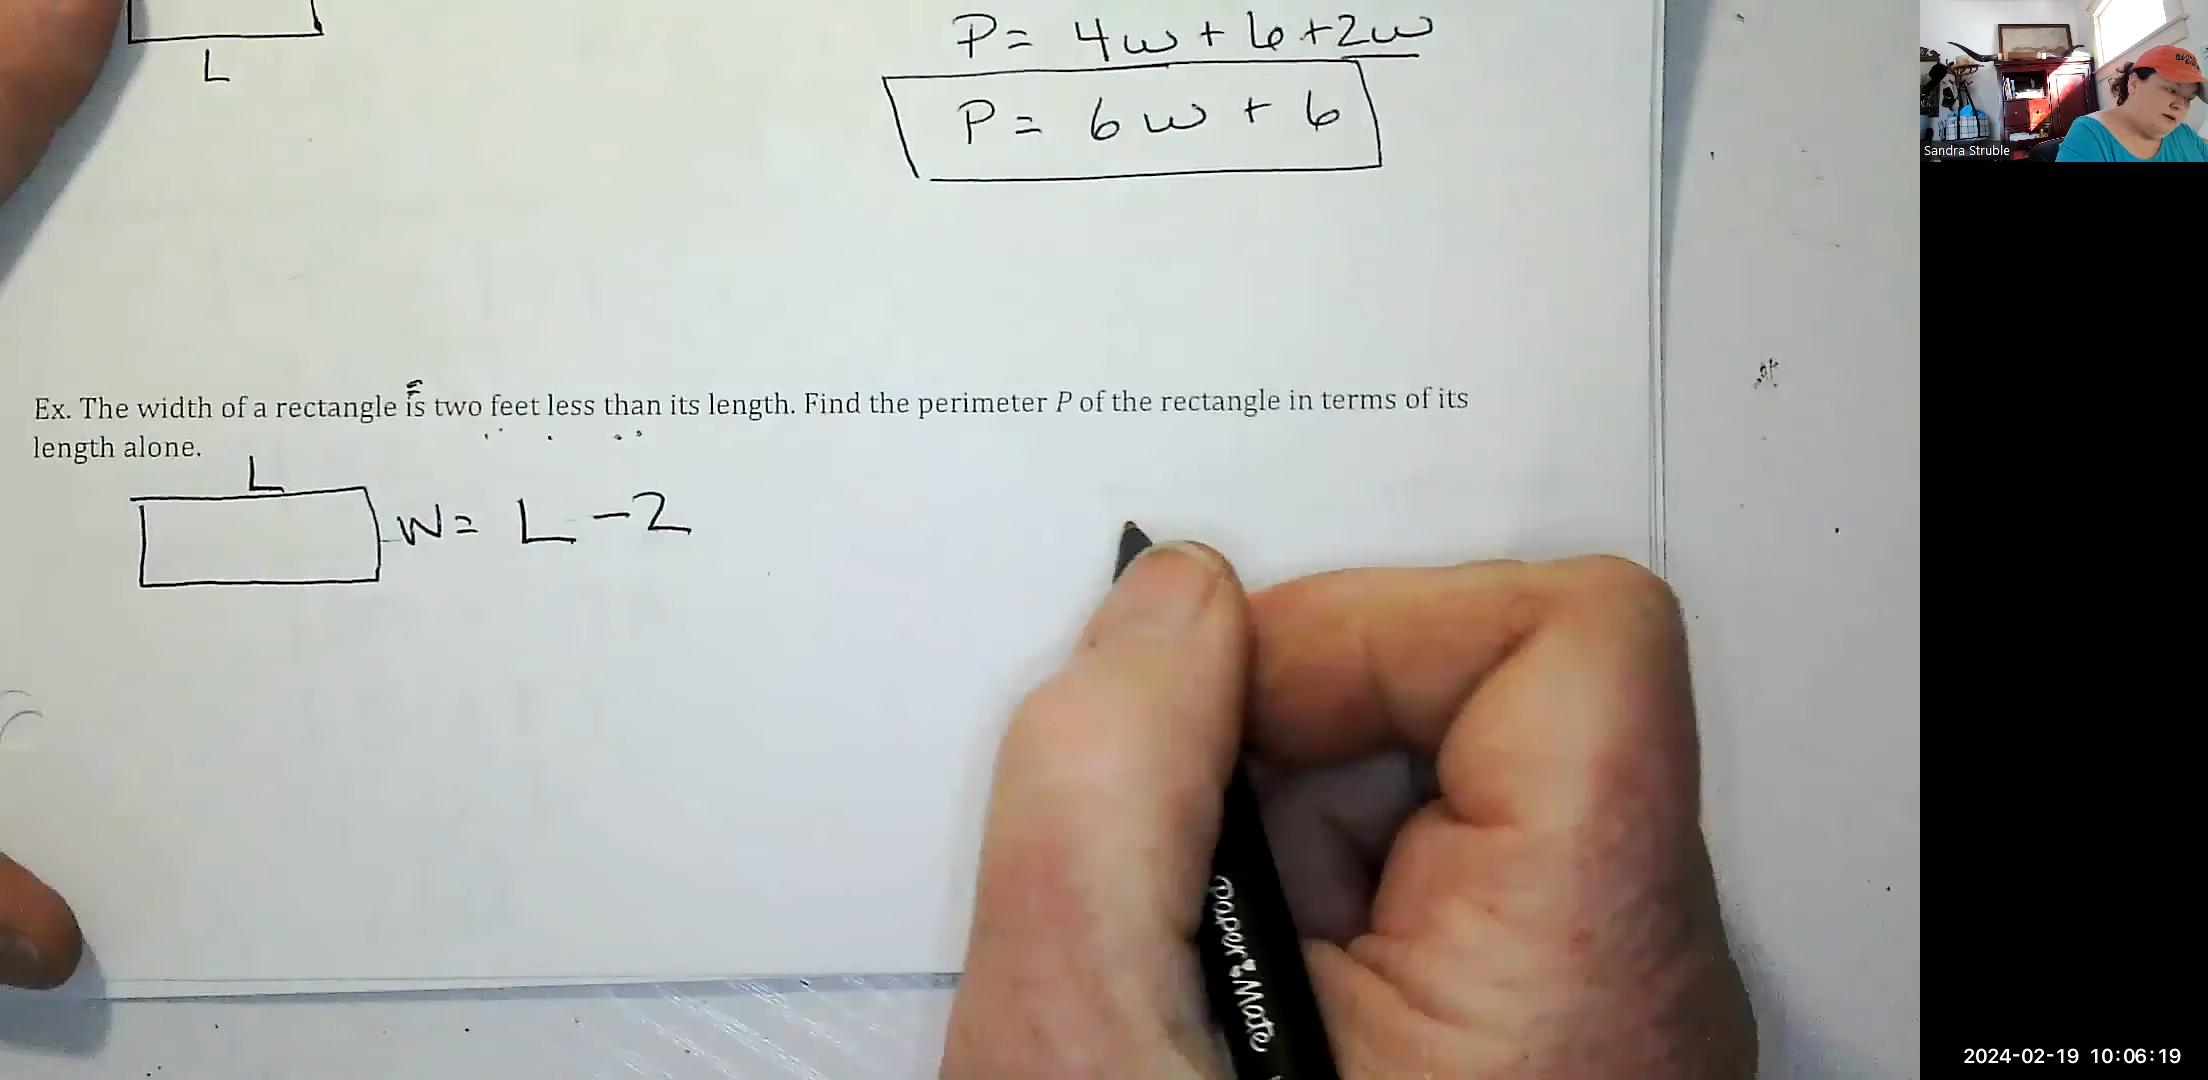 L
P = 4w + 6 + 2w
P = 6w + 6
Sandra Struble
Ex. The width of a rectangle is two feet less than its length. Find the perimeter P of the rectangle in terms of its
length alone.
L
W = L - 2
paper:Mate
2024-02-19 10:06:19